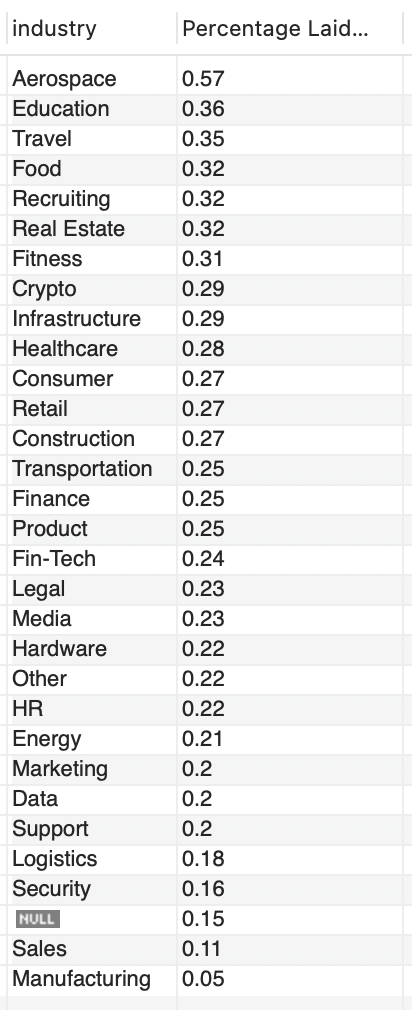 industry Percentage Laid...
Aerospace 0.57
Education 0.36
Travel 0.35
Food 0.32
Recruiting 0.32
Real Estate 0.32
Fitness 0.31
Crypto 0.29
Infrastructure 0.29
Healthcare 0.28
Consumer 0.27
Retail 0.27
Construction 0.27
Transportation 0.25
Finance 0.25
Product 0.25
Fin-Tech 0.24
Legal 0.23
Media 0.23
Hardware 0.22
Other 0.22
HR 0.22
Energy 0.21
Marketing 0.2
Data 0.2
Support 0.2
Logistics 0.18
Security 0.16
NULL 0.15
Sales 0.11
Manufacturing 0.05